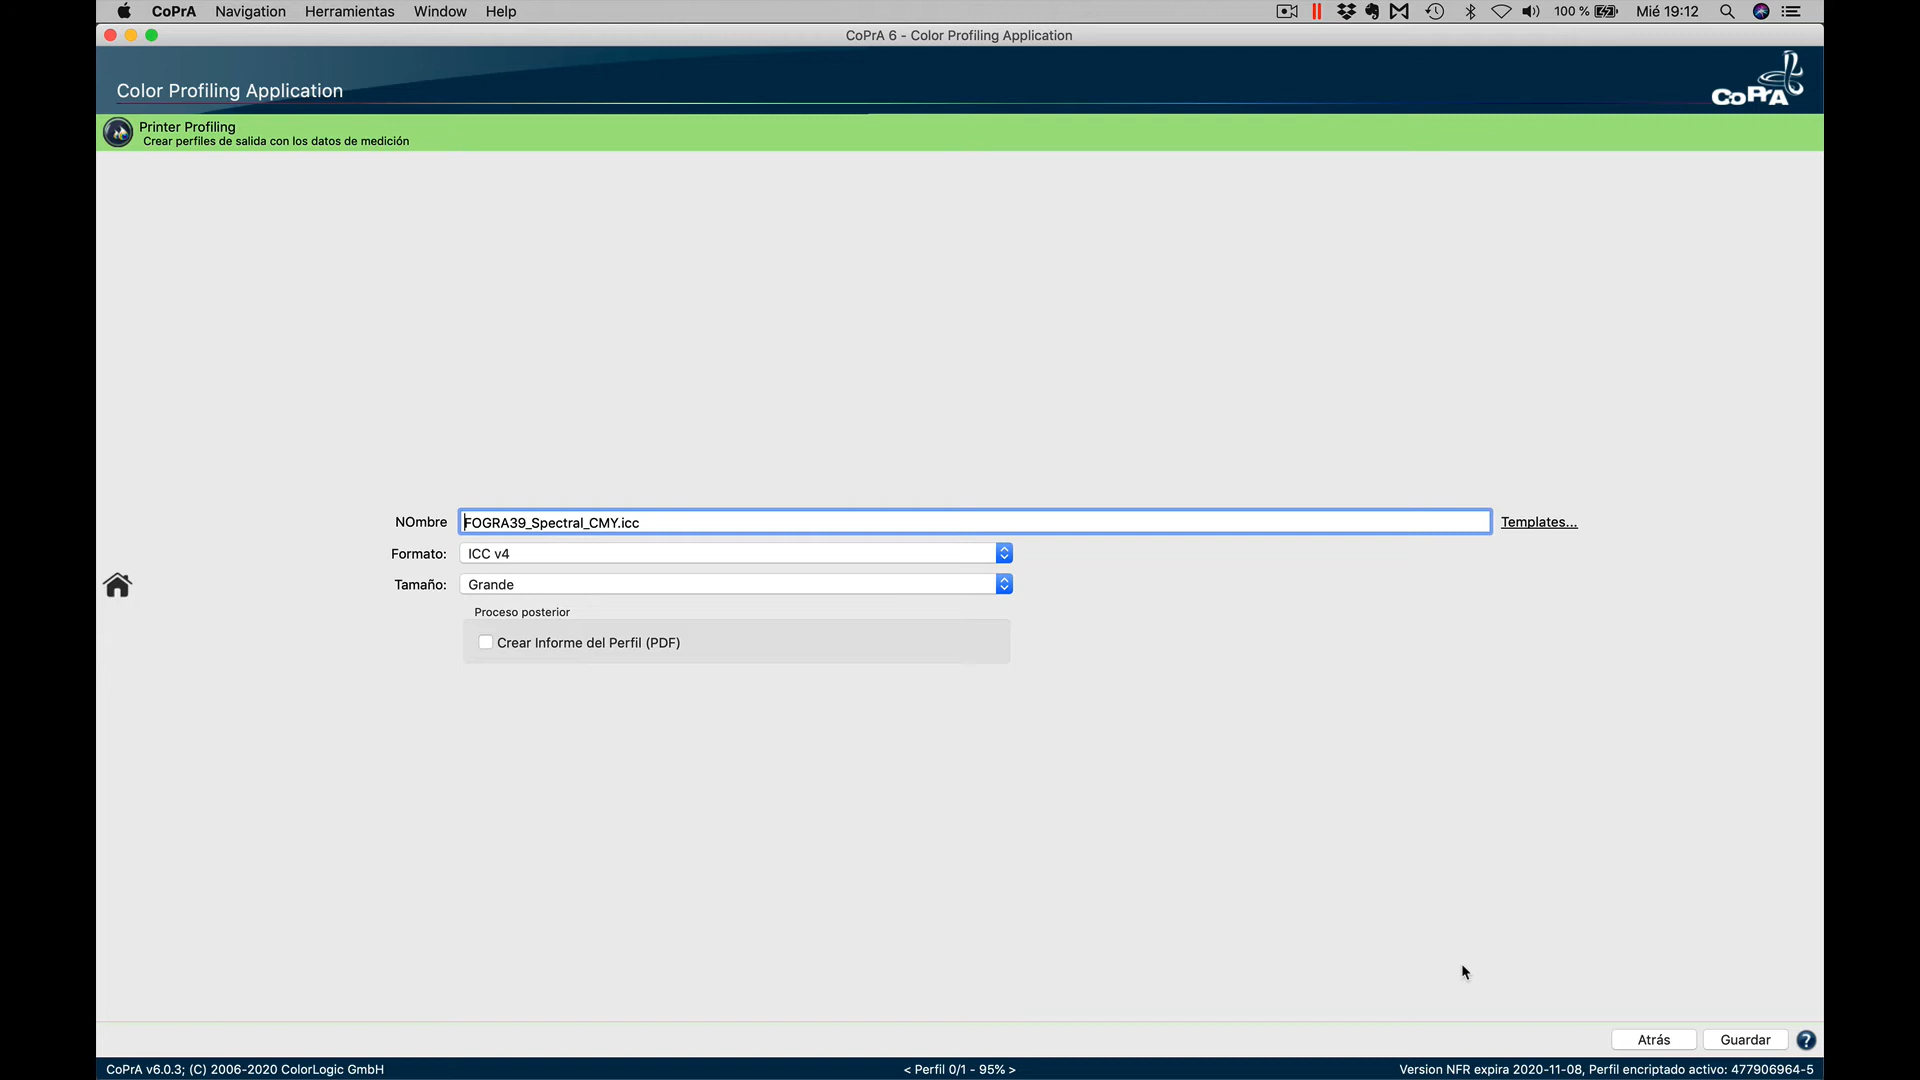 CoPrA Navigation Herramientas Window Help 100 % Mié 19:12
CoPrA 6 - Color Profiling Application
Color Profiling Application
CoPrA
Printer Profiling
Crear perfiles de salida con los datos de medición
NOmbre FOGRA39_Spectral_CMY.icc Templates...
Formato: ICC v4
Tamaño: Grande
Proceso posterior
Crear Informe del Perfil (PDF)
Atrás Guardar ?
CoPrA v6.0.3; (C) 2006-2020 ColorLogic GmbH < Perfil 0/1 - 95% > Version NFR expira 2020-11-08, Perfil encriptado activo: 477906964-5